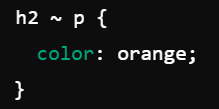 h2 ~ p {
  color: orange;
}